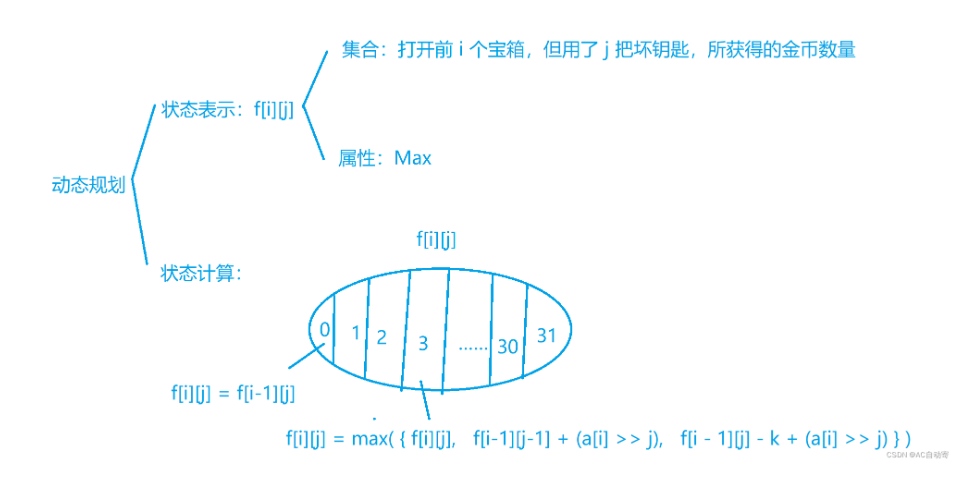 集合：打开前 i 个宝箱，但用了 j 把坏钥匙，所获得的金币数量
状态表示：f[i][j]
属性：Max
动态规划
f[i][j]
状态计算：
0 1 2 3 ...... 30 31
f[i][j] = f[i-1][j]
f[i][j] = max( { f[i][j], f[i-1][j-1] + (a[i] >> j), f[i - 1][j] - k + (a[i] >> j) } )
CSDN @AC自动寄